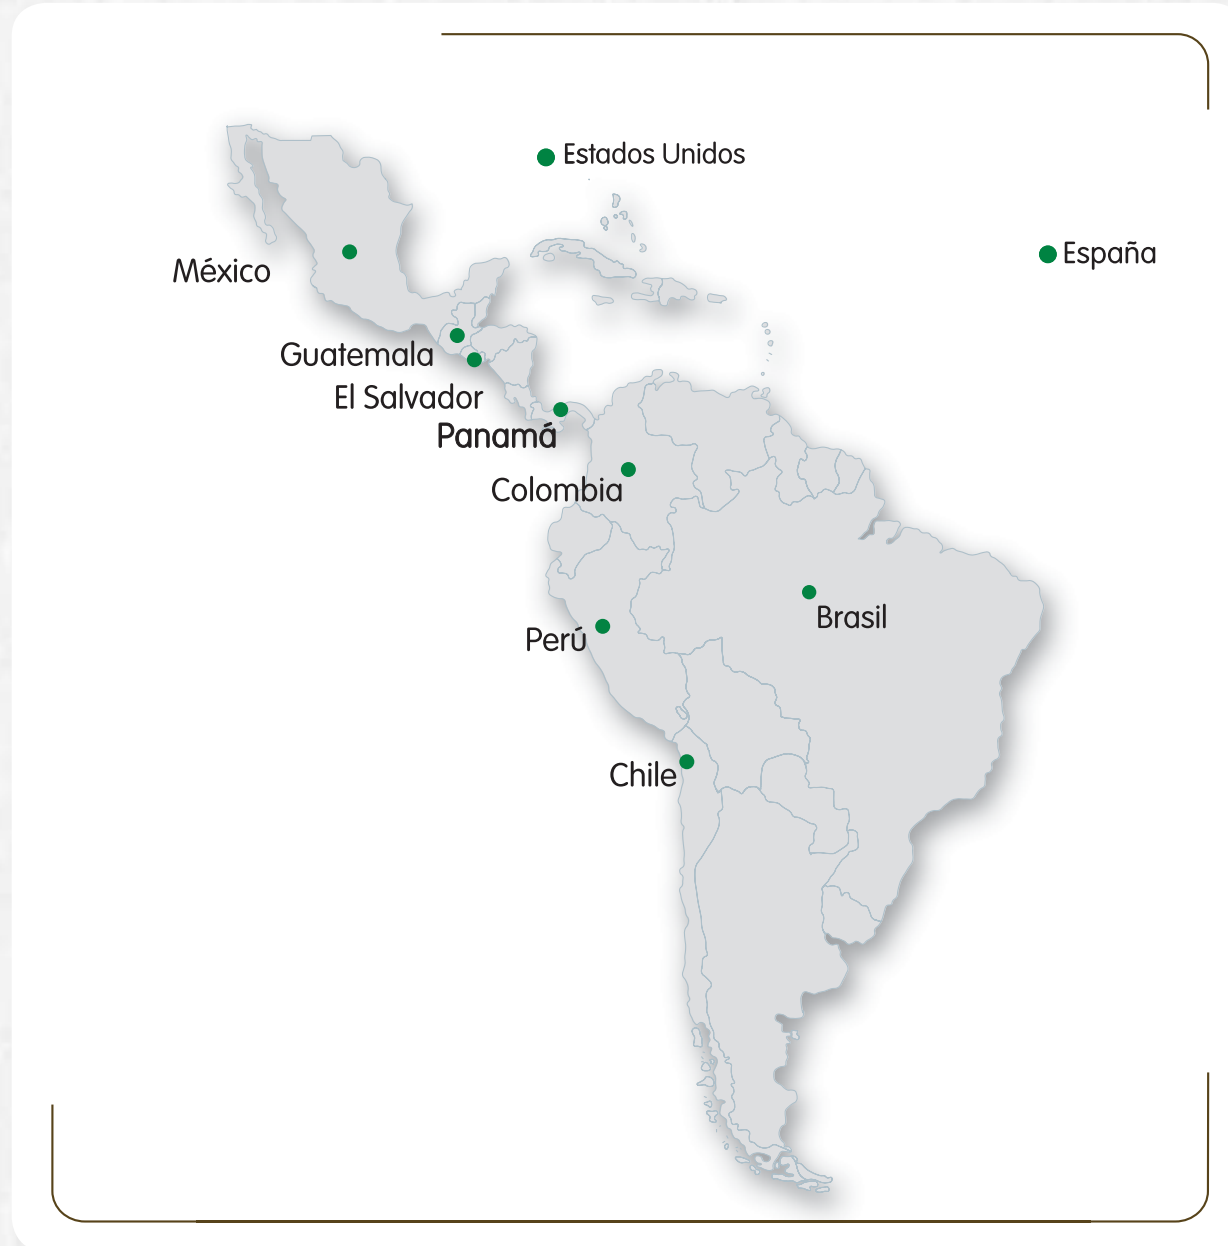 Estados Unidos
España
México
Guatemala
El Salvador
Panamá
Colombia
Brasil
Perú
Chile